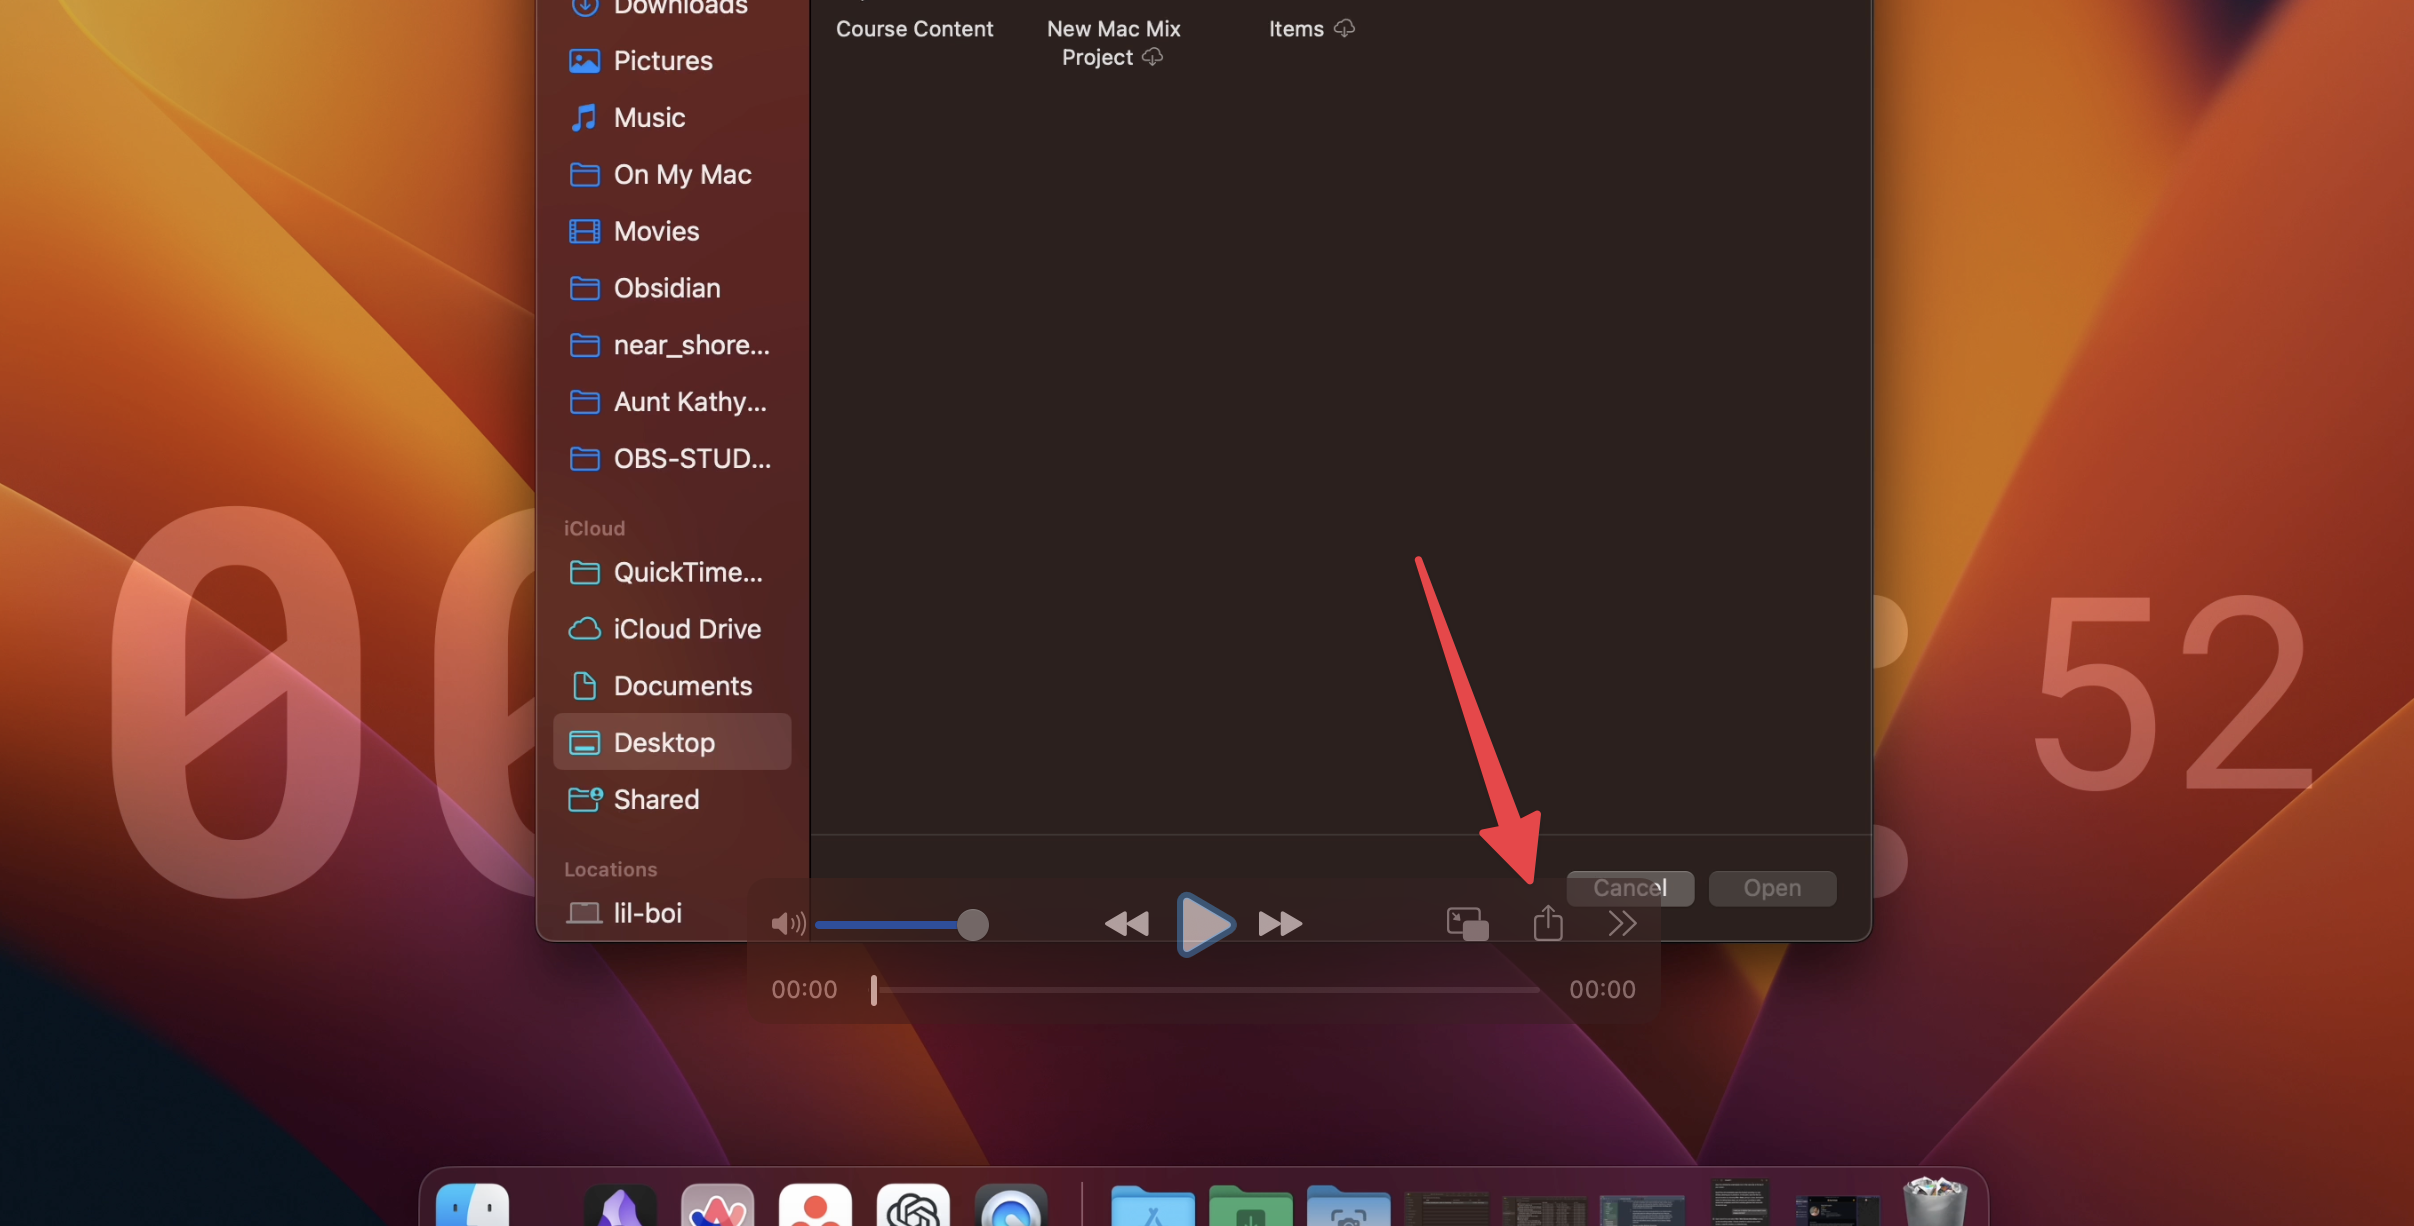 Downloads
Course Content
New Mac Mix
Project
Items
Pictures
Music
On My Mac
Movies
Obsidian
near_shore...
Aunt Kathy...
OBS-STUD...
iCloud
QuickTime...
iCloud Drive
Documents
Desktop
Shared
Locations
lil-boi
Cancel
Open
00:00
00:00
00
52